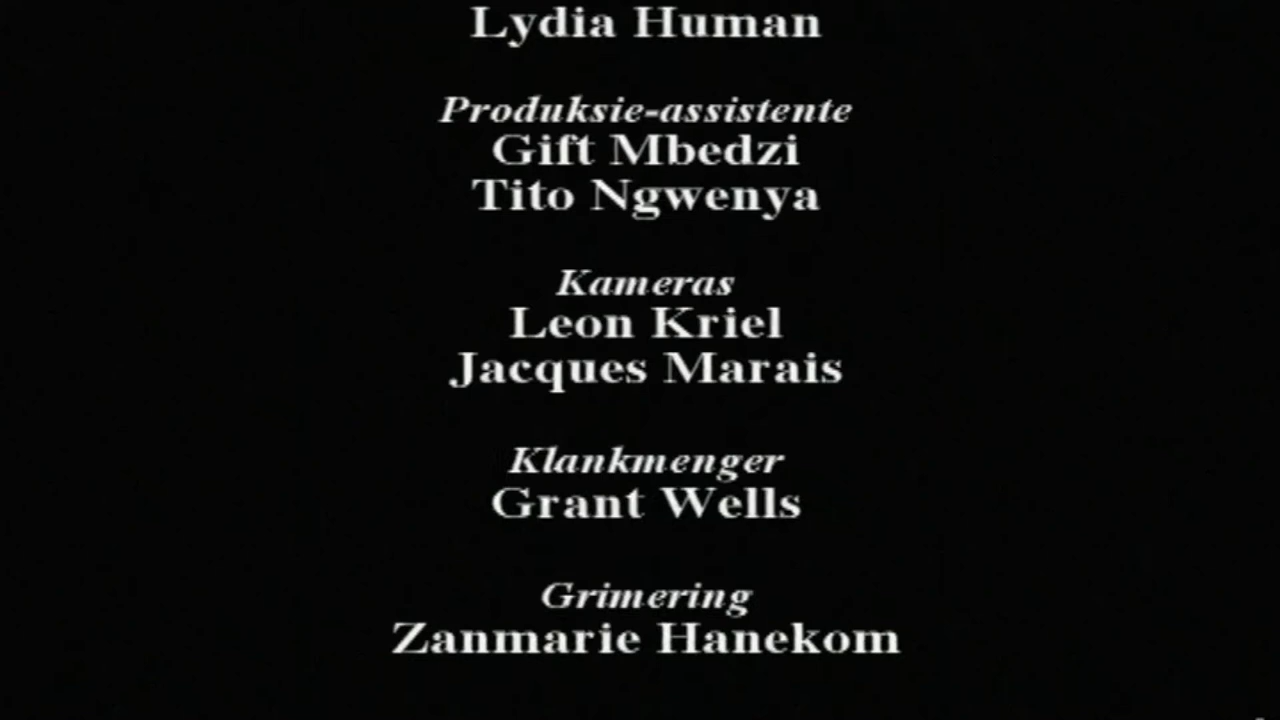 Lydia Human
Produksie-assistente
Gift Mbedzi
Tito Ngwenya
Kameras
Leon Kriel
Jacques Marais
Klankmenger
Grant Wells
Grimering
Zanmarie Hanekom